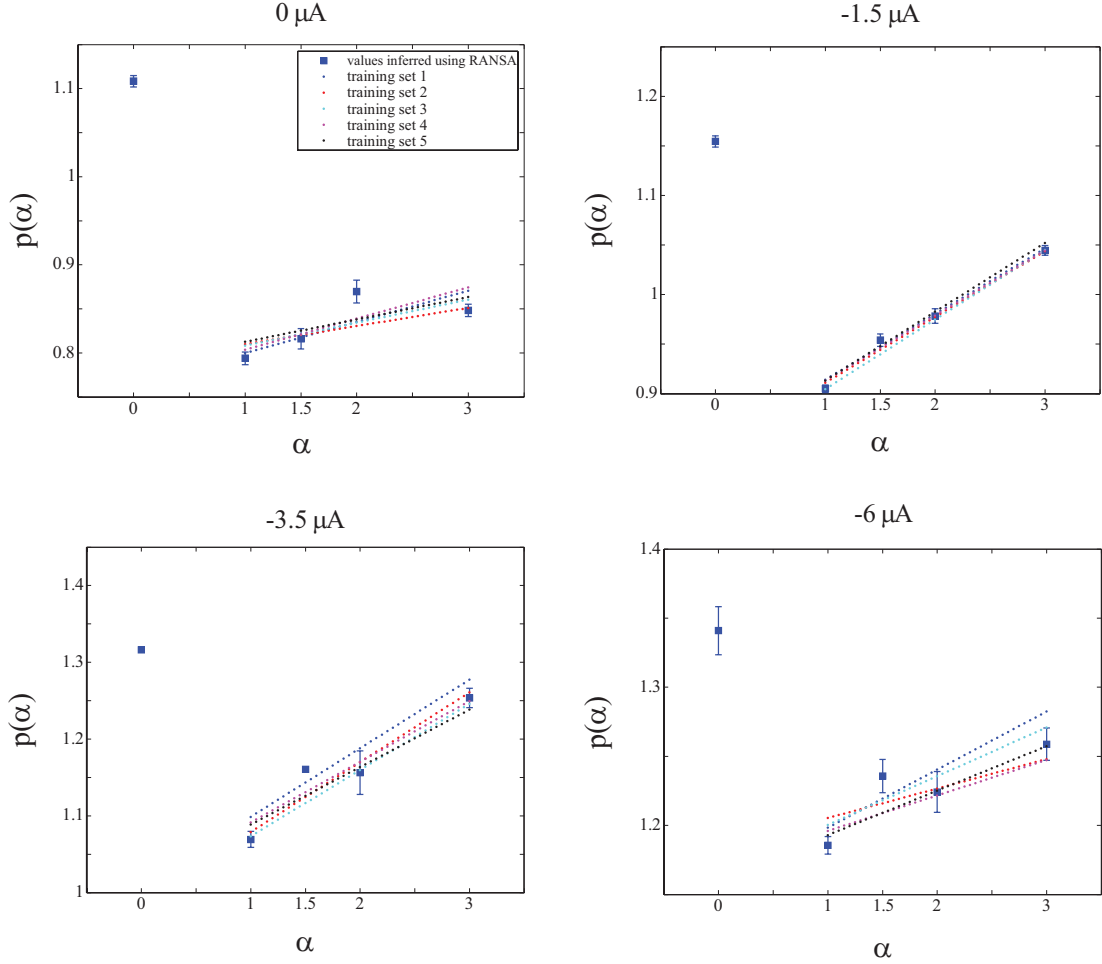 0 μA
1.1
1
0.9
0.8
p(α)
values inferred using RANSA
training set 1
training set 2
training set 3
training set 4
training set 5
0
1
1.5
2
3
α
-1.5 μA
1.2
1.15
1.1
1.05
1
0.9
p(α)
0
1
1.5
2
3
α
-3.5 μA
1.4
1.3
1.2
1.1
1
p(α)
0
1
1.5
2
3
α
-6 μA
1.4
1.3
1.2
p(α)
0
1
1.5
2
3
α